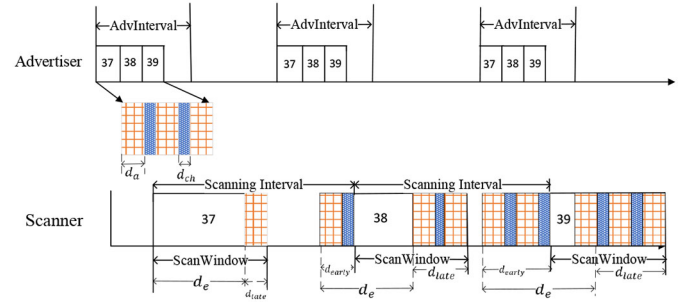 AdvInterval AdvInterval AdvInterval
Advertiser 37 38 39 37 38 39 37 38 39
d_a d_ch
Scanning Interval Scanning Interval
Scanner 37 38 39
ScanWindow d_early ScanWindow d_late d_early ScanWindow d_late
d_e d_late d_e d_e